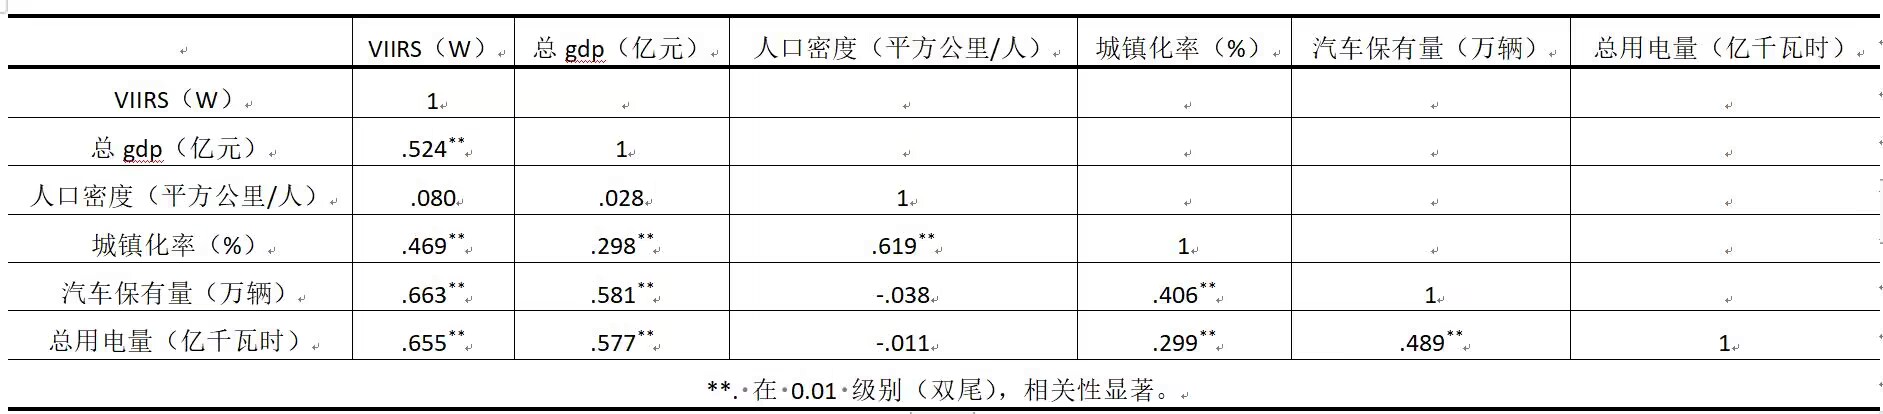 VIIRS（W） 总 gdp（亿元） 人口密度（平方公里/人） 城镇化率（%） 汽车保有量（万辆） 总用电量（亿千瓦时）
VIIRS（W） 1
总 gdp（亿元） .524** 1
人口密度（平方公里/人） .080 .028 1
城镇化率（%） .469** .298** .619** 1
汽车保有量（万辆） .663** .581** -.038 .406** 1
总用电量（亿千瓦时） .655** .577** -.011 .299** .489** 1
**. 在 0.01 级别（双尾），相关性显著。